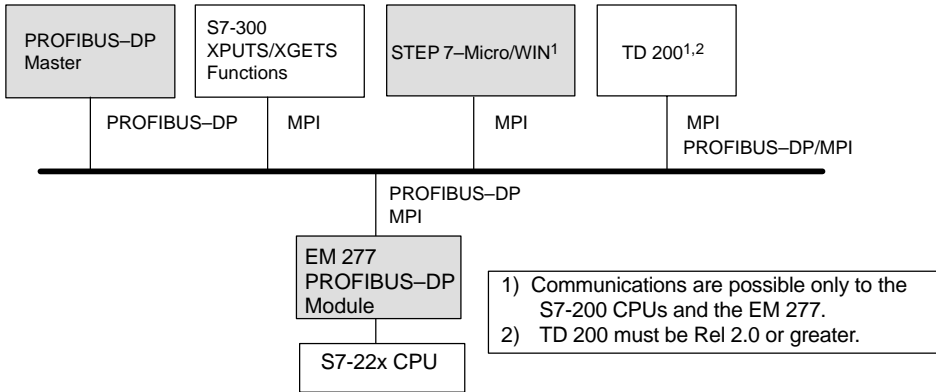 PROFIBUS–DP
Master
S7-300
XPUTS/XGETS
Functions
STEP 7–Micro/WIN¹
TD 200¹,²
PROFIBUS–DP
MPI
MPI
MPI
PROFIBUS–DP/MPI
PROFIBUS–DP
MPI
EM 277
PROFIBUS–DP
Module
S7-22x CPU
1) Communications are possible only to the
S7-200 CPUs and the EM 277.
2) TD 200 must be Rel 2.0 or greater.